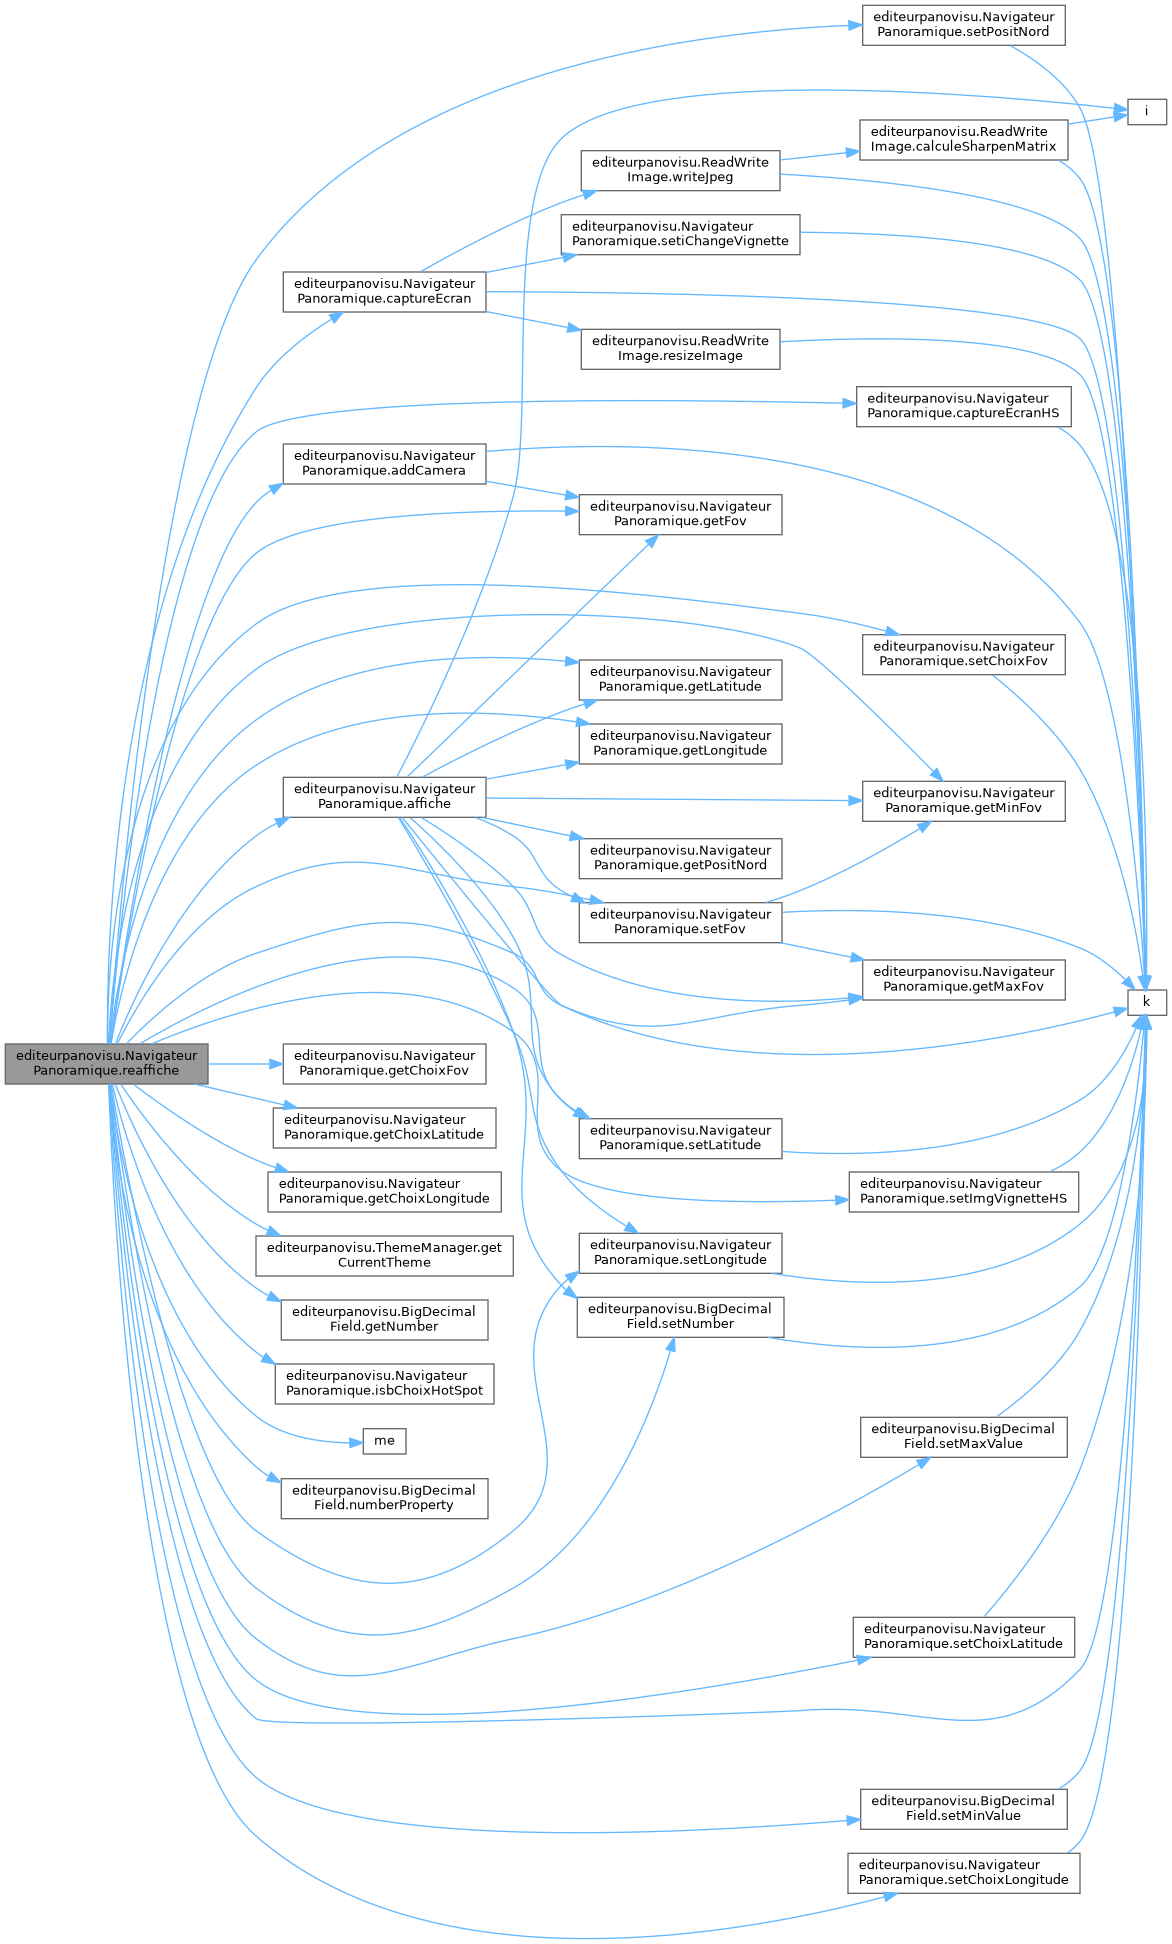 editeurpanovisu.Navigateur
Panoramique.reaffiche
editeurpanovisu.Navigateur
Panoramique.captureEcran
editeurpanovisu.Navigateur
Panoramique.addCamera
editeurpanovisu.Navigateur
Panoramique.affiche
editeurpanovisu.Navigateur
Panoramique.getChoixFov
editeurpanovisu.Navigateur
Panoramique.getChoixLatitude
editeurpanovisu.Navigateur
Panoramique.getChoixLongitude
editeurpanovisu.ThemeManager.get
CurrentTheme
editeurpanovisu.BigDecimal
Field.getNumber
editeurpanovisu.Navigateur
Panoramique.isbChoixHotSpot
me
editeurpanovisu.BigDecimal
Field.numberProperty
editeurpanovisu.ReadWrite
Image.writeJpeg
editeurpanovisu.Navigateur
Panoramique.setiChangeVignette
editeurpanovisu.ReadWrite
Image.resizeImage
editeurpanovisu.Navigateur
Panoramique.getFov
editeurpanovisu.Navigateur
Panoramique.getLatitude
editeurpanovisu.Navigateur
Panoramique.getLongitude
editeurpanovisu.Navigateur
Panoramique.getPositNord
editeurpanovisu.Navigateur
Panoramique.setFov
editeurpanovisu.Navigateur
Panoramique.setLatitude
editeurpanovisu.Navigateur
Panoramique.setLongitude
editeurpanovisu.BigDecimal
Field.setNumber
editeurpanovisu.Navigateur
Panoramique.setPositNord
editeurpanovisu.ReadWrite
Image.calculeSharpenMatrix
editeurpanovisu.Navigateur
Panoramique.captureEcranHS
editeurpanovisu.Navigateur
Panoramique.setChoixFov
editeurpanovisu.Navigateur
Panoramique.getMinFov
editeurpanovisu.Navigateur
Panoramique.getMaxFov
editeurpanovisu.Navigateur
Panoramique.setImgVignetteHS
editeurpanovisu.BigDecimal
Field.setMaxValue
editeurpanovisu.Navigateur
Panoramique.setChoixLatitude
editeurpanovisu.BigDecimal
Field.setMinValue
editeurpanovisu.Navigateur
Panoramique.setChoixLongitude
i
k